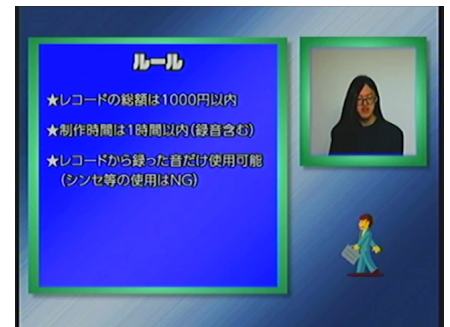 ルール
★レコードの総額は1000円以内
★制作時間は1時間以内(録音含む)
★レコードから録った音だけ使用可能
(シンセ等の使用はNG)